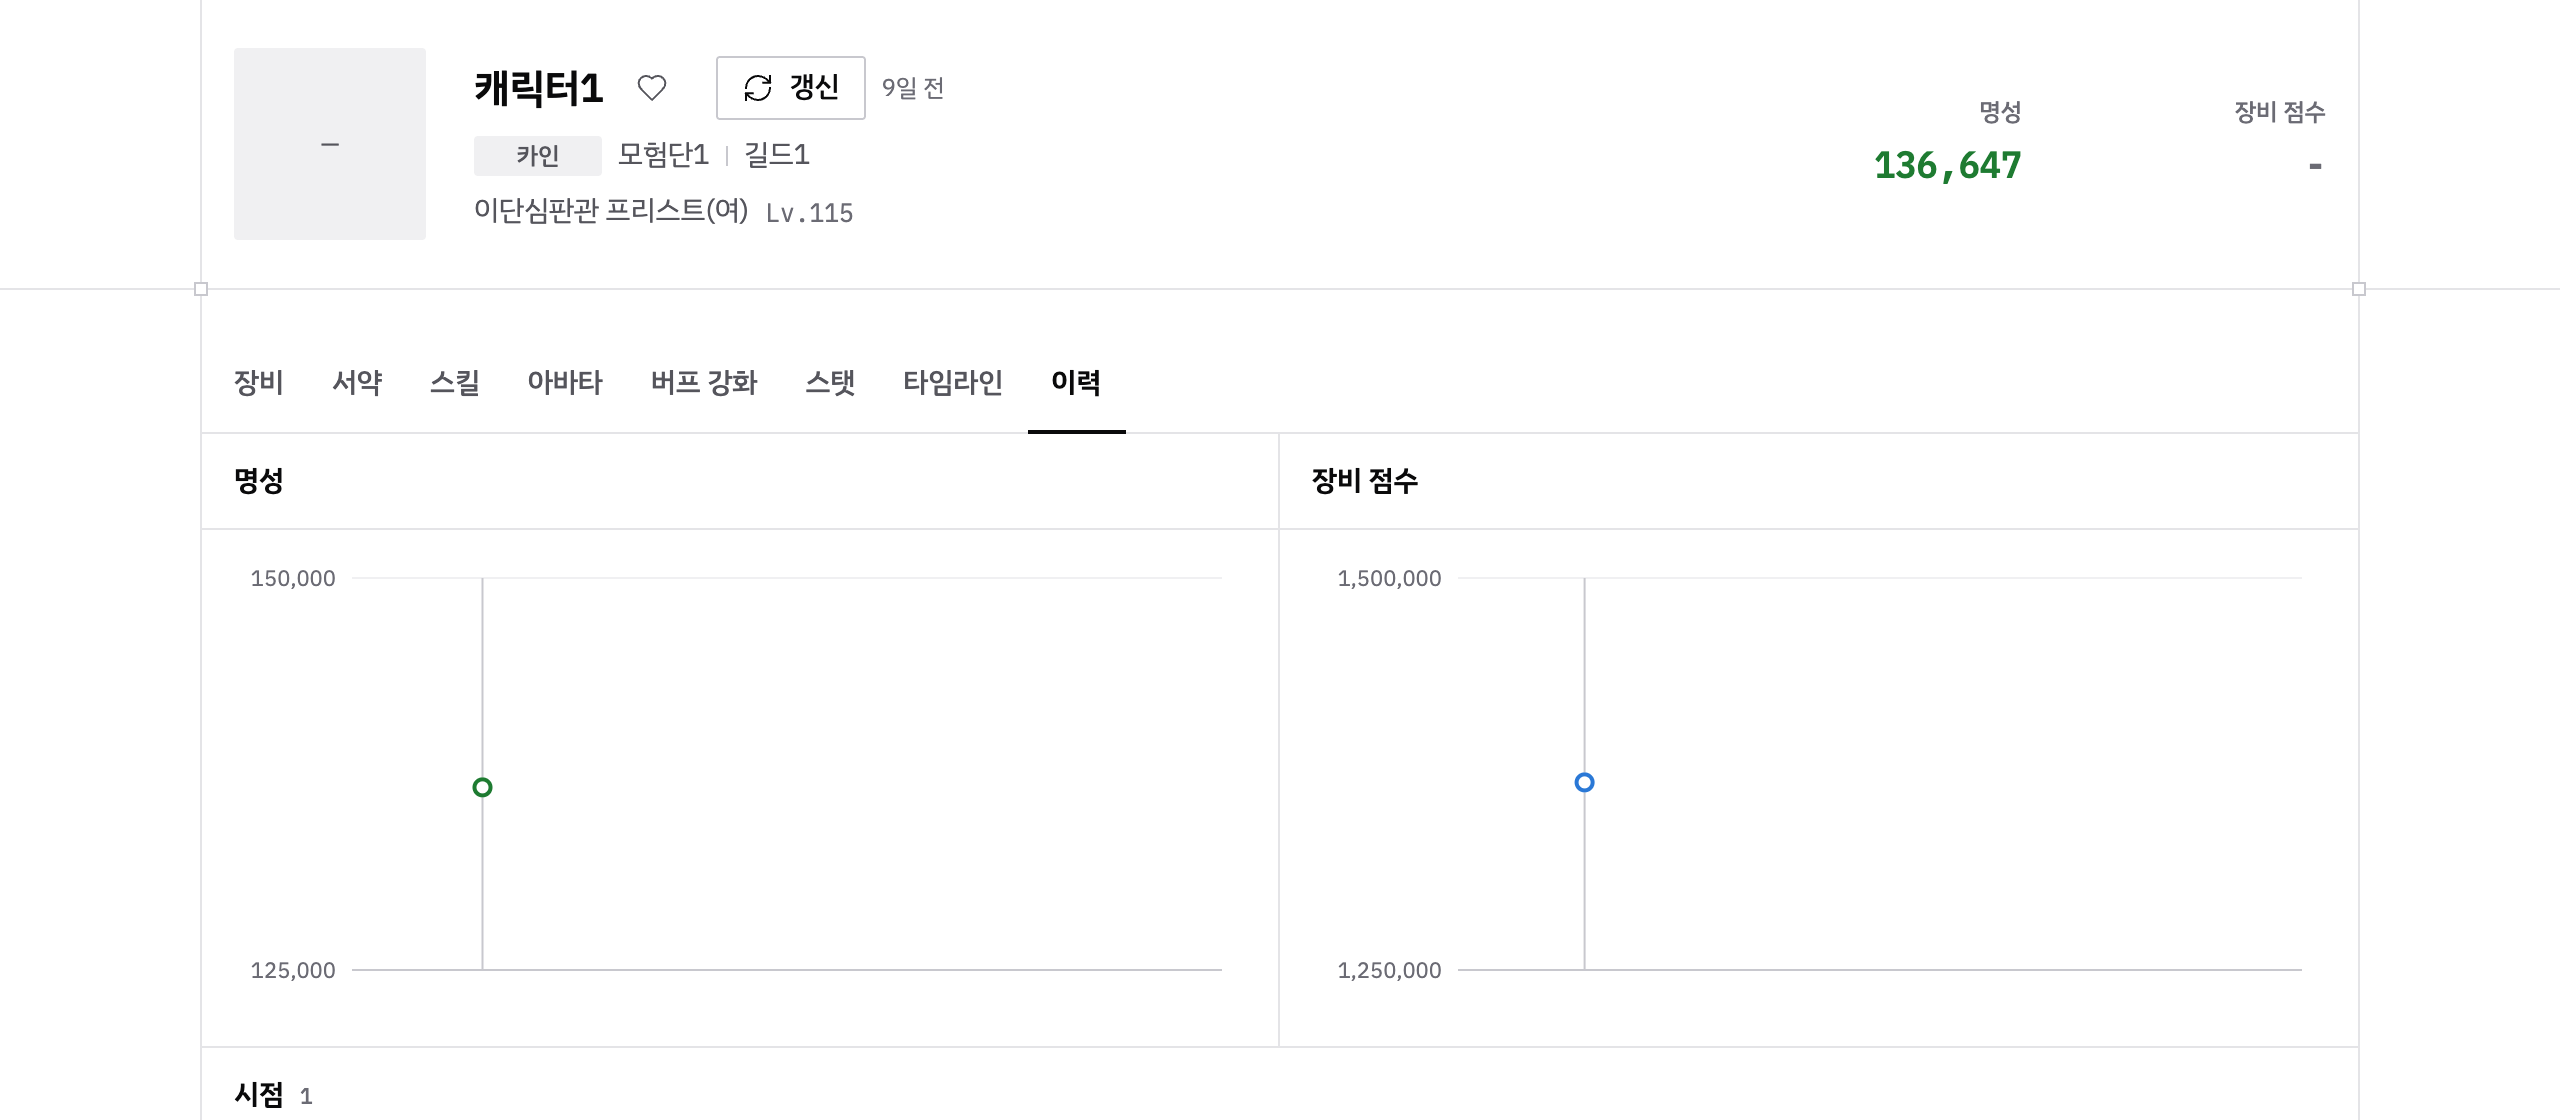 –
캐릭터1 갱신 9일 전
카인 모험단1 길드1
이단심판관 프리스트(여) Lv.115
명성
136,647
장비 점수
-
장비 서약 스킬 아바타 버프 강화 스탯 타임라인 이력
명성
150,000
125,000
장비 점수
1,500,000
1,250,000
시점 1